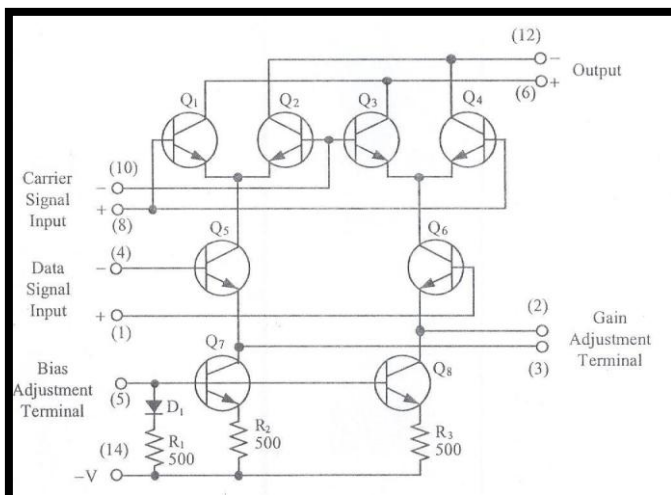 (12)
− Output
+
(6)
Q1 Q2 Q3 Q4
(10)
Carrier −
Signal
Input +
(8)
Q5 Q6
(4)
Data −
Signal
Input +
(1)
(2)
Gain
Adjustment
Terminal
(3)
Q7 Q8
Bias
Adjustment
Terminal
(5)
D1
R1
500
R2
500
R3
500
(14)
−V